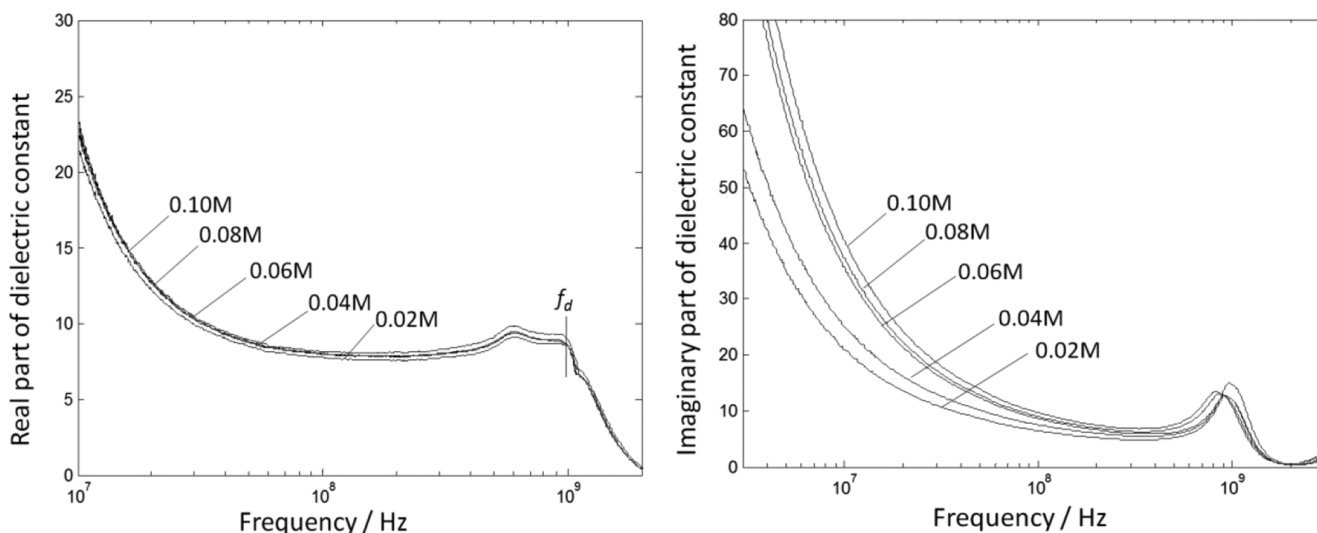 Real part of dielectric constant
30
25
20
15
10
5
0
0.10M
0.08M
0.06M
0.04M
0.02M
f_d
10^7
10^8
10^9
Frequency / Hz
Imaginary part of dielectric constant
80
70
60
50
40
30
20
10
0
0.10M
0.08M
0.06M
0.04M
0.02M
10^7
10^8
10^9
Frequency / Hz